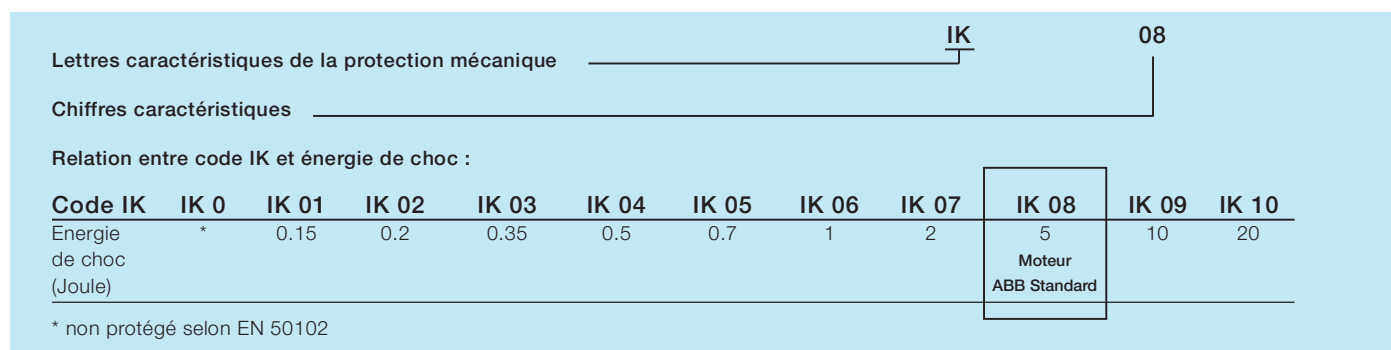 IK 08
Lettres caractéristiques de la protection mécanique
Chiffres caractéristiques
Relation entre code IK et énergie de choc :
Code IK IK 0 IK 01 IK 02 IK 03 IK 04 IK 05 IK 06 IK 07 IK 08 IK 09 IK 10
Energie * 0.15 0.2 0.35 0.5 0.7 1 2 5 10 20
de choc Moteur
(Joule) ABB Standard
* non protégé selon EN 50102